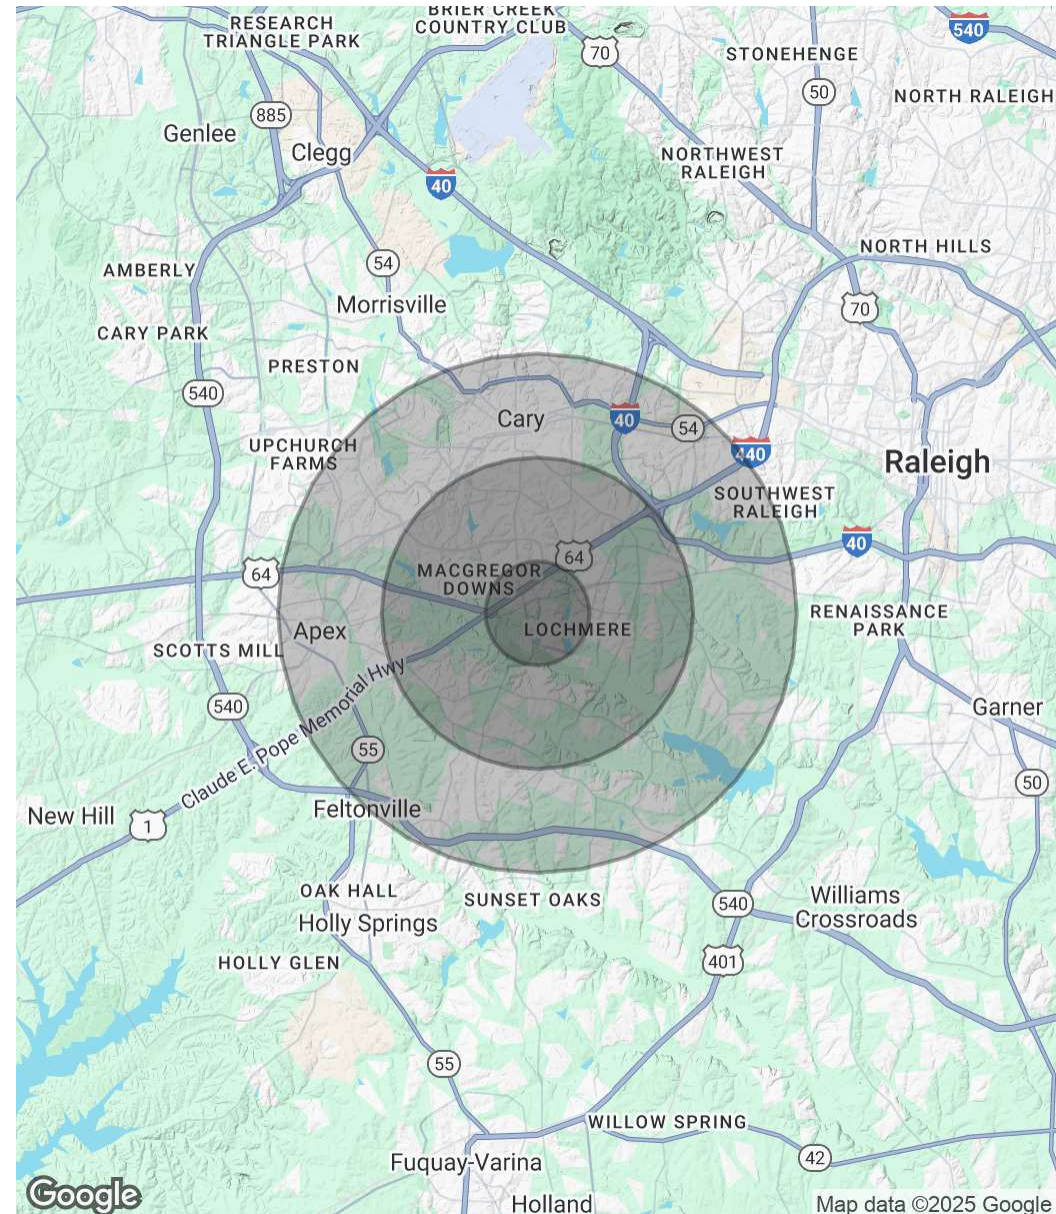 BRIER CREEK
COUNTRY CLUB
RESEARCH
TRIANGLE PARK
540
70
STONEHENGE
50
NORTH RALEIGH
885
Genlee
Clegg
NORTHWEST
RALEIGH
40
NORTH HILLS
54
AMBERLY
Morrisville
70
CARY PARK
PRESTON
540
Cary
40
54
UPCHURCH
FARMS
440
Raleigh
SOUTHWEST
RALEIGH
40
64
64
MACGREGOR
DOWNS
LOCHMERE
Apex
RENAISSANCE
PARK
SCOTTS MILL
540
Claude E. Pope Memorial Hwy
Garner
55
50
New Hill
1
Feltonville
OAK HALL
SUNSET OAKS
540
Williams
Crossroads
Holly Springs
401
HOLLY GLEN
55
WILLOW SPRING
42
Fuquay-Varina
Google
Holland
Map data ©2025 Google